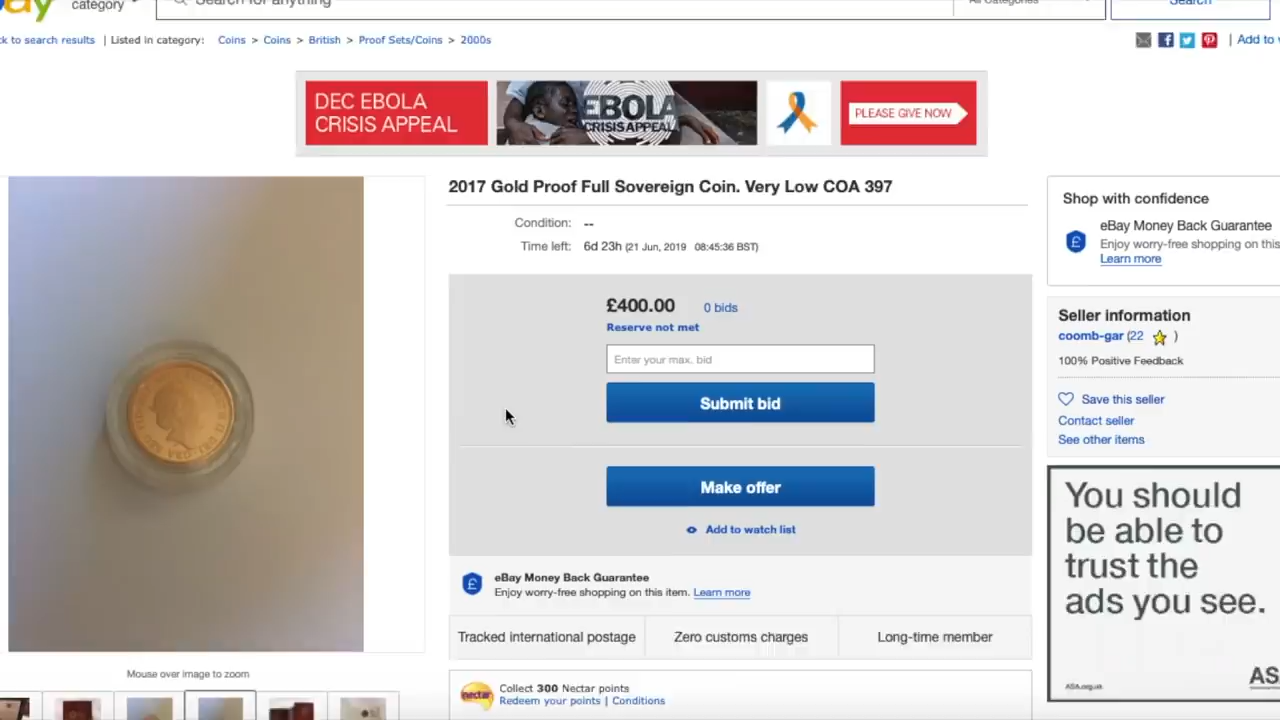 category
Search for anything
All Categories
Search
ck to search results | Listed in category: Coins > Coins > British > Proof Sets/Coins > 2000s
| Add to
DEC EBOLA
CRISIS APPEAL
EBOLA
CRISIS APPEAL
PLEASE GIVE NOW
2017 Gold Proof Full Sovereign Coin. Very Low COA 397
Condition: --
Time left: 6d 23h (21 Jun, 2019 08:45:36 BST)
£400.00 0 bids
Reserve not met
Enter your max. bid
Submit bid
Make offer
Add to watch list
eBay Money Back Guarantee
Enjoy worry-free shopping on this item. Learn more
Tracked international postage
Zero customs charges
Long-time member
Collect 300 Nectar points
Redeem your points | Conditions
nectar
Mouse over image to zoom
Shop with confidence
eBay Money Back Guarantee
Enjoy worry-free shopping on this
Learn more
Seller information
coomb-gar (22 )
100% Positive Feedback
Save this seller
Contact seller
See other items
You should
be able to
trust the
ads you see.
ASA.org.uk
AS